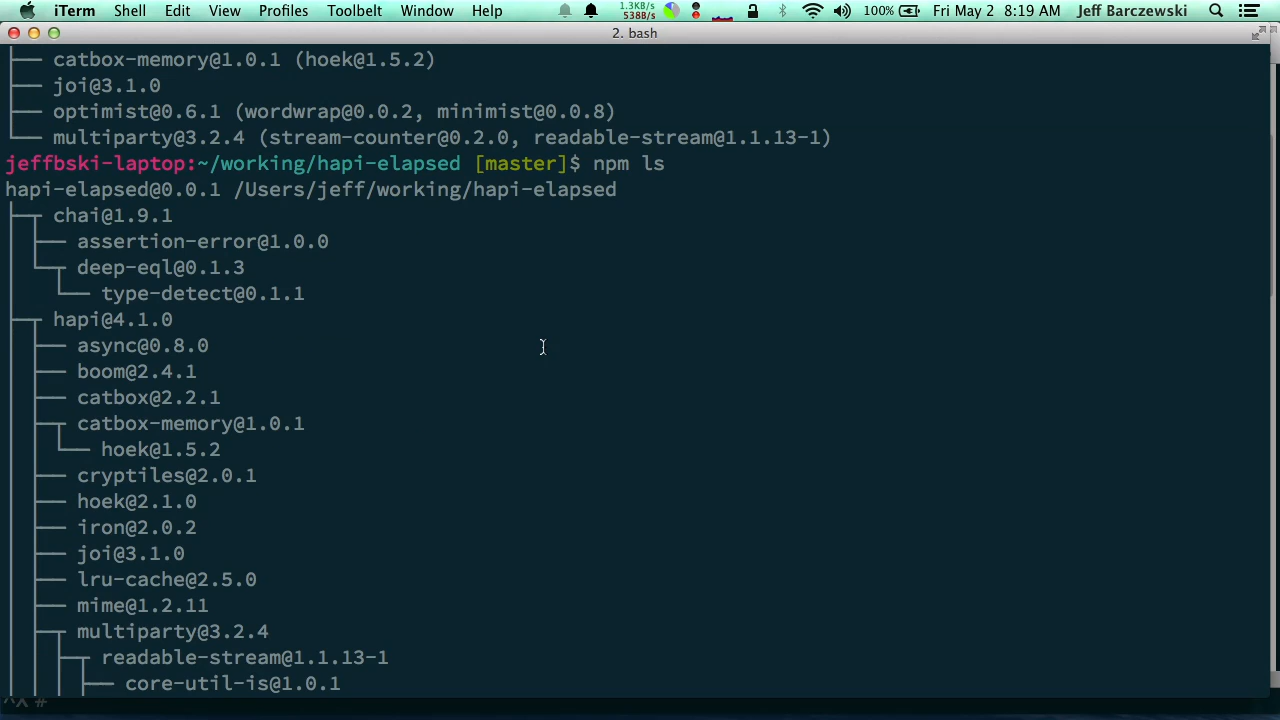 iTerm Shell Edit View Profiles Toolbelt Window Help 1.3KB/s 538B/s 100% Fri May 2 8:19 AM Jeff Barczewski
2. bash
├── catbox-memory@1.0.1 (hoek@1.5.2)
├── joi@3.1.0
├── optimist@0.6.1 (wordwrap@0.0.2, minimist@0.0.8)
└── multiparty@3.2.4 (stream-counter@0.2.0, readable-stream@1.1.13-1)
jeffbski-laptop:~/working/hapi-elapsed [master]$ npm ls
hapi-elapsed@0.0.1 /Users/jeff/working/hapi-elapsed
├─┬ chai@1.9.1
│ ├── assertion-error@1.0.0
│ └─┬ deep-eql@0.1.3
│   └── type-detect@0.1.1
├─┬ hapi@4.1.0
│ ├── async@0.8.0
│ ├── boom@2.4.1
│ ├── catbox@2.2.1
│ ├─┬ catbox-memory@1.0.1
│ │ └── hoek@1.5.2
│ ├── cryptiles@2.0.1
│ ├── hoek@2.1.0
│ ├── iron@2.0.2
│ ├── joi@3.1.0
│ ├── lru-cache@2.5.0
│ ├── mime@1.2.11
│ ├─┬ multiparty@3.2.4
│ │ ├─┬ readable-stream@1.1.13-1
│ │ │ ├── core-util-is@1.0.1
^X #